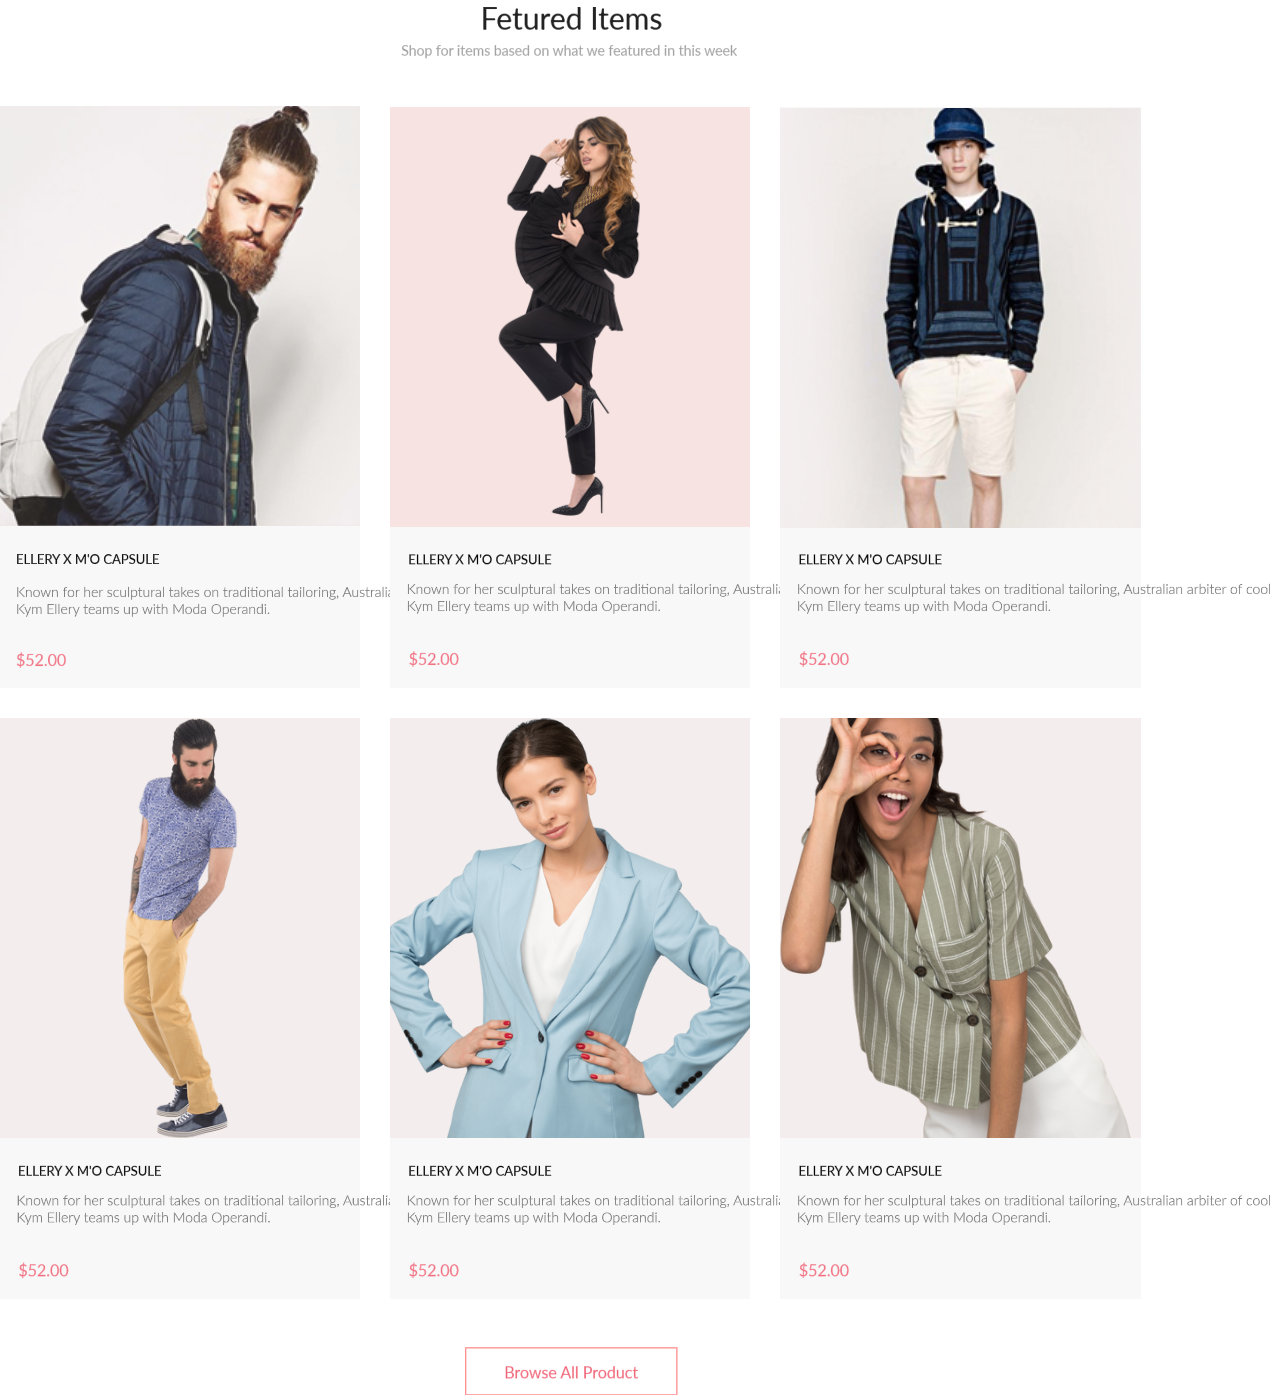 Fetured Items
Shop for items based on what we featured in this week
ELLERY X M'O CAPSULE
Known for her sculptural takes on traditional tailoring, Australia
Kym Ellery teams up with Moda Operandi.
$52.00
ELLERY X M'O CAPSULE
Known for her sculptural takes on traditional tailoring, Australia
Kym Ellery teams up with Moda Operandi.
$52.00
ELLERY X M'O CAPSULE
Known for her sculptural takes on traditional tailoring, Australian arbiter of cool
Kym Ellery teams up with Moda Operandi.
$52.00
ELLERY X M'O CAPSULE
Known for her sculptural takes on traditional tailoring, Australia
Kym Ellery teams up with Moda Operandi.
$52.00
ELLERY X M'O CAPSULE
Known for her sculptural takes on traditional tailoring, Australia
Kym Ellery teams up with Moda Operandi.
$52.00
ELLERY X M'O CAPSULE
Known for her sculptural takes on traditional tailoring, Australian arbiter of cool
Kym Ellery teams up with Moda Operandi.
$52.00
Browse All Product